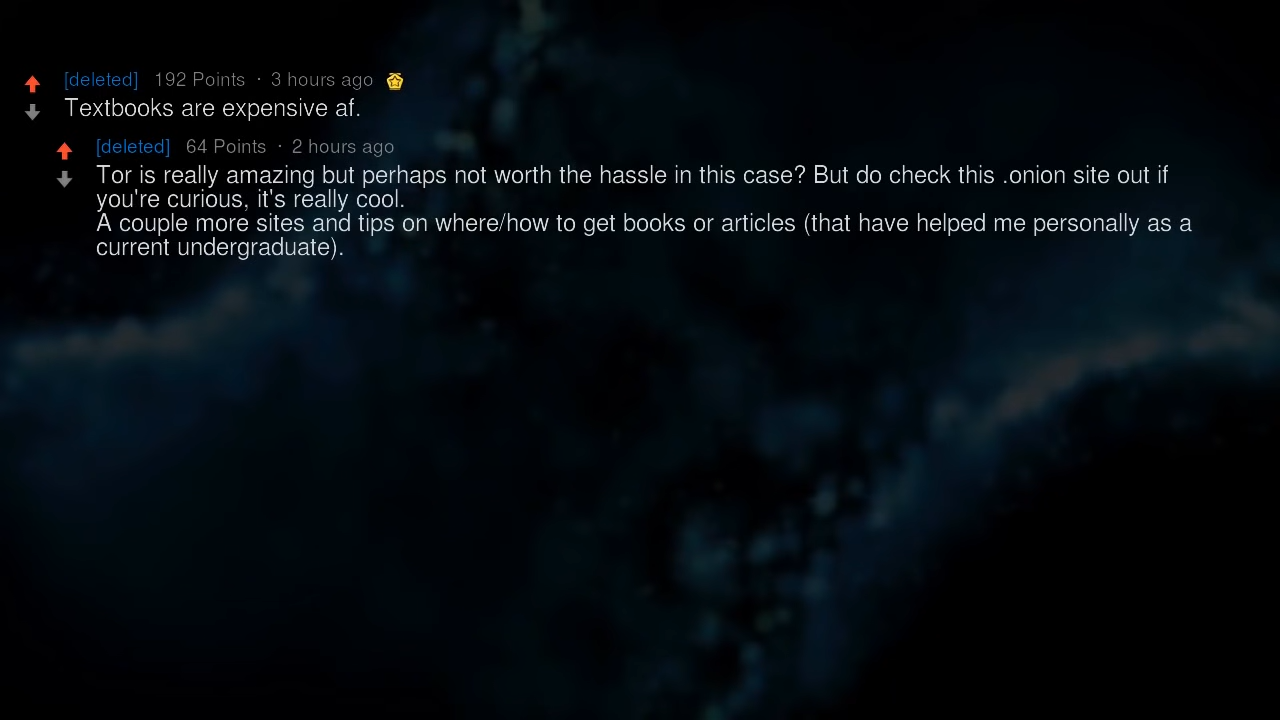 [deleted] 192 Points · 3 hours ago
Textbooks are expensive af.
[deleted] 64 Points · 2 hours ago
Tor is really amazing but perhaps not worth the hassle in this case? But do check this .onion site out if
you're curious, it's really cool.
A couple more sites and tips on where/how to get books or articles (that have helped me personally as a
current undergraduate).